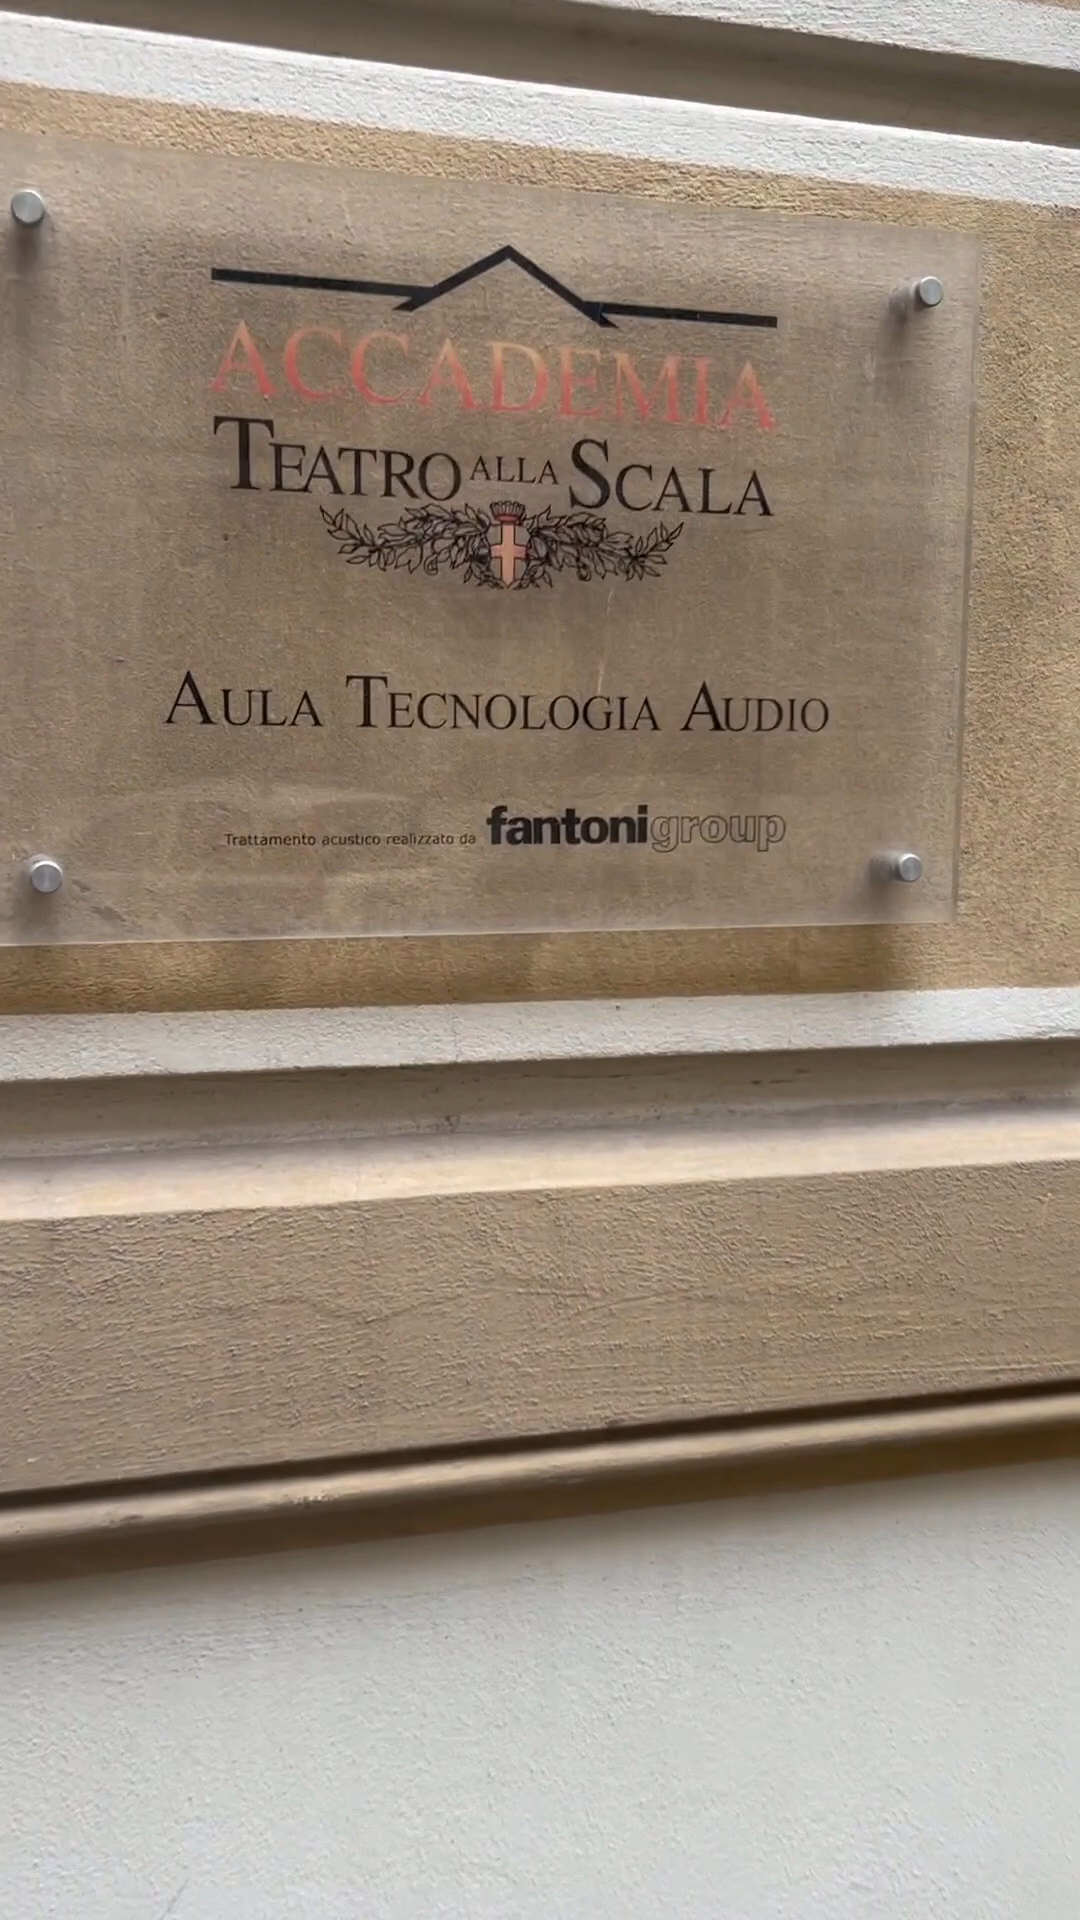 ACCADEMIA
TEATRO ALLA SCALA
AULA TECNOLOGIA AUDIO
Trattamento acustico realizzato da fantonigroup